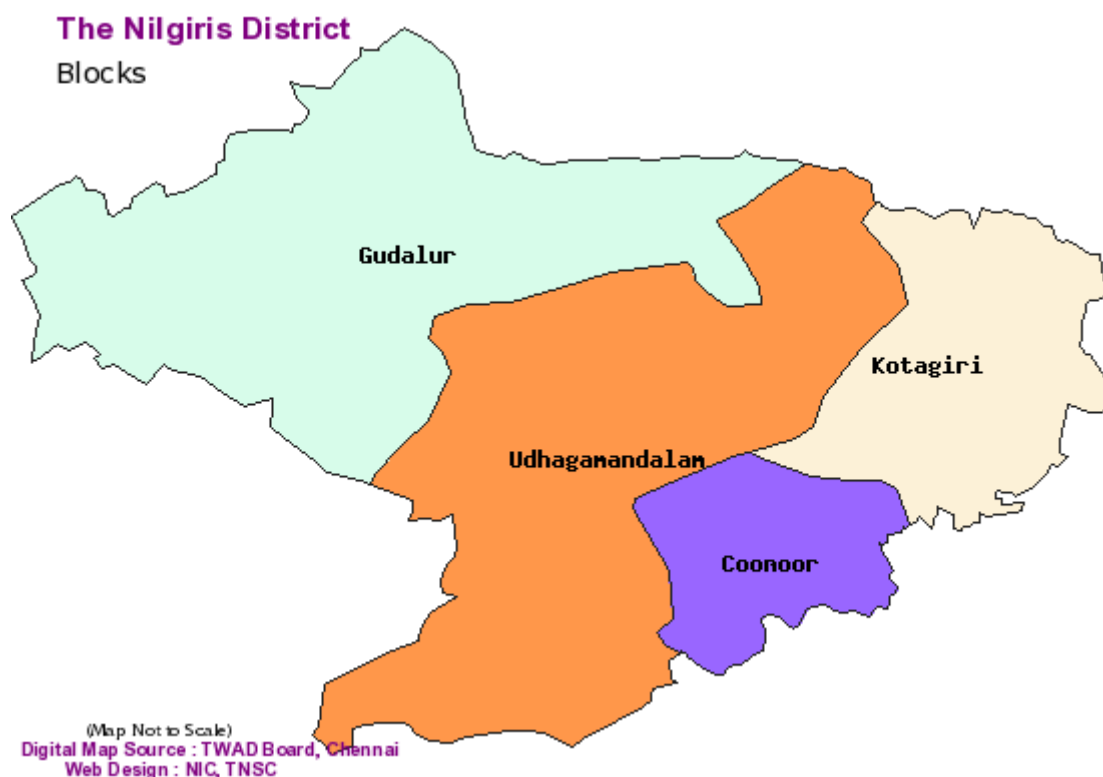 The Nilgiris District
Blocks
Gudalur
Kotagiri
Udhagamandalam
Coonoor
(Map Not to Scale)
Digital Map Source : TWAD Board, Chennai
Web Design : NIC, TNSC